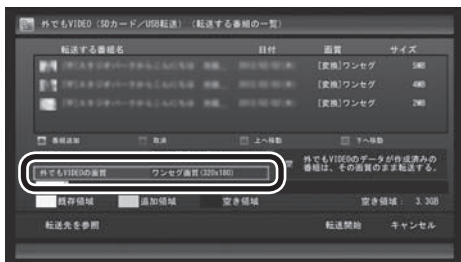 外でもVIDEO (SDカード/USB転送) (転送する番組の一覧)
転送する番組名 日付 画質 サイズ
[変換]ワンセグ 5MB
[変換]ワンセグ 4MB
[変換]ワンセグ 2MB
番組追加 取消 上へ移動 下へ移動
外でもVIDEOの画質 ワンセグ画質(320x180)
外でもVIDEOのデータが作成済みの
番組は、その画質のまま転送する。
既存領域 追加領域 空き領域 空き領域: 3.3GB
転送先を参照 転送開始 キャンセル